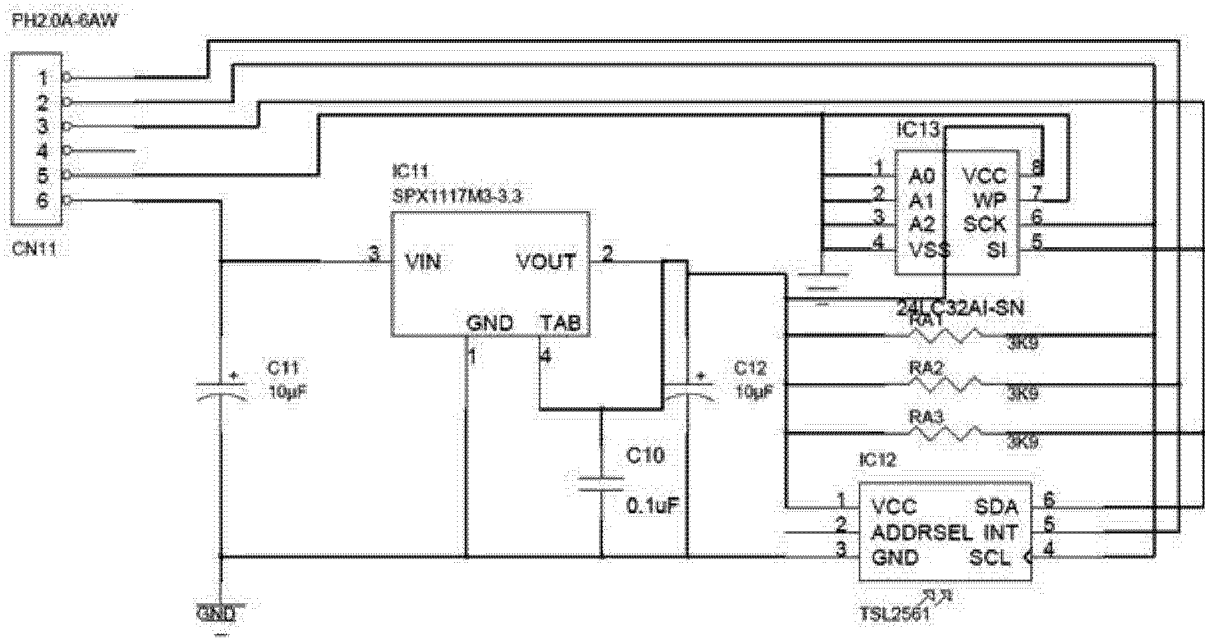 PH2.0A-6AW
1
2
3
4
5
6
CN11
IC11
SPX1117M3-3.3
3 VIN VOUT 2
GND TAB
1 4
C11
10µF
C12
10µF
C10
0.1uF
GND
IC13
1 A0 VCC 8
2 A1 WP 7
3 A2 SCK 6
4 VSS SI 5
24LC32AI-SN
RA1
3K9
RA2
3K9
RA3
3K9
IC12
1 VCC SDA 6
2 ADDRSEL INT 5
3 GND SCL 4
TSL2561